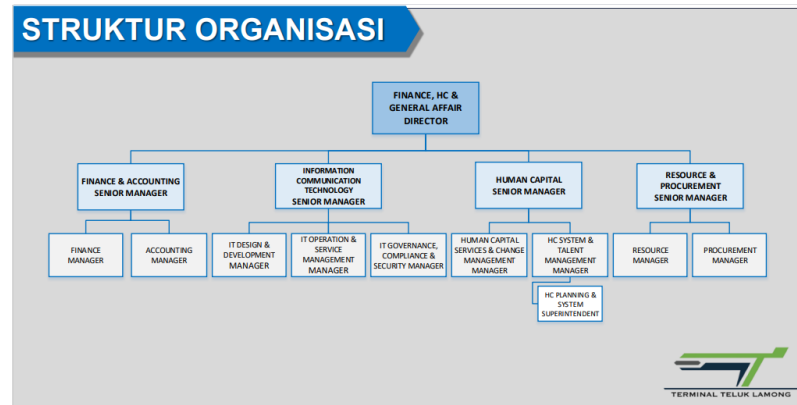 STRUKTUR ORGANISASI
FINANCE, HC &
GENERAL AFFAIR
DIRECTOR
FINANCE & ACCOUNTING
SENIOR MANAGER
INFORMATION
COMMUNICATION
TECHNOLOGY
SENIOR MANAGER
HUMAN CAPITAL
SENIOR MANAGER
RESOURCE &
PROCUREMENT
SENIOR MANAGER
FINANCE
MANAGER
ACCOUNTING
MANAGER
IT DESIGN &
DEVELOPMENT
MANAGER
IT OPERATION &
SERVICE
MANAGEMENT
MANAGER
IT GOVERNANCE,
COMPLIANCE &
SECURITY MANAGER
HUMAN CAPITAL
SERVICES & CHANGE
MANAGEMENT
MANAGER
HC SYSTEM &
TALENT
MANAGEMENT
MANAGER
RESOURCE
MANAGER
PROCUREMENT
MANAGER
HC PLANNING &
SYSTEM
SUPERINTENDENT
TERMINAL TELUK LAMONG